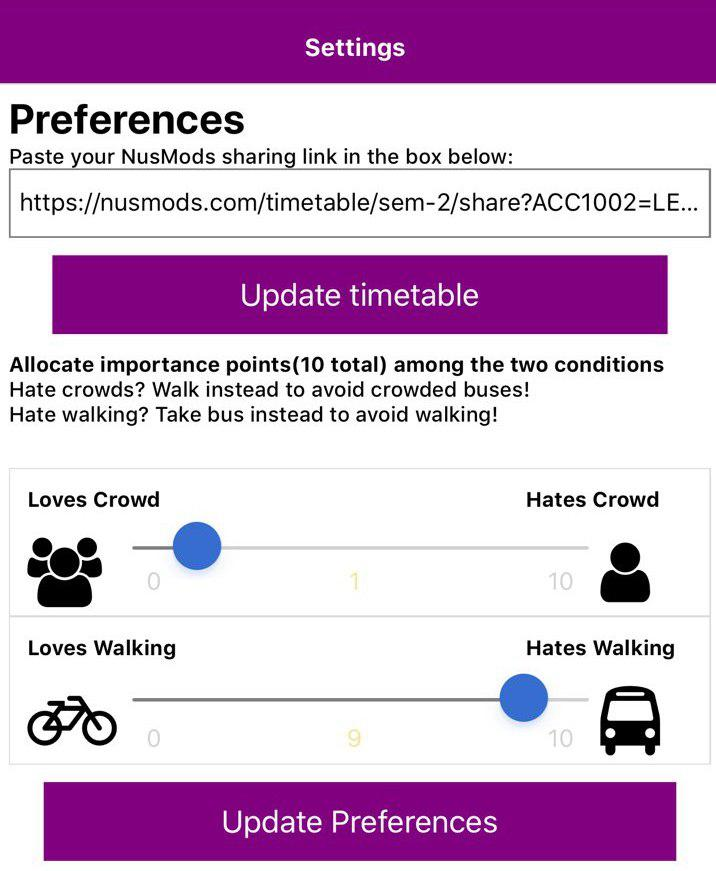 Settings
Preferences
Paste your NusMods sharing link in the box below:
https://nusmods.com/timetable/sem-2/share?ACC1002=LE...
Update timetable
Allocate importance points(10 total) among the two conditions
Hate crowds? Walk instead to avoid crowded buses!
Hate walking? Take bus instead to avoid walking!
Loves Crowd Hates Crowd
0 1 10
Loves Walking Hates Walking
0 9 10
Update Preferences